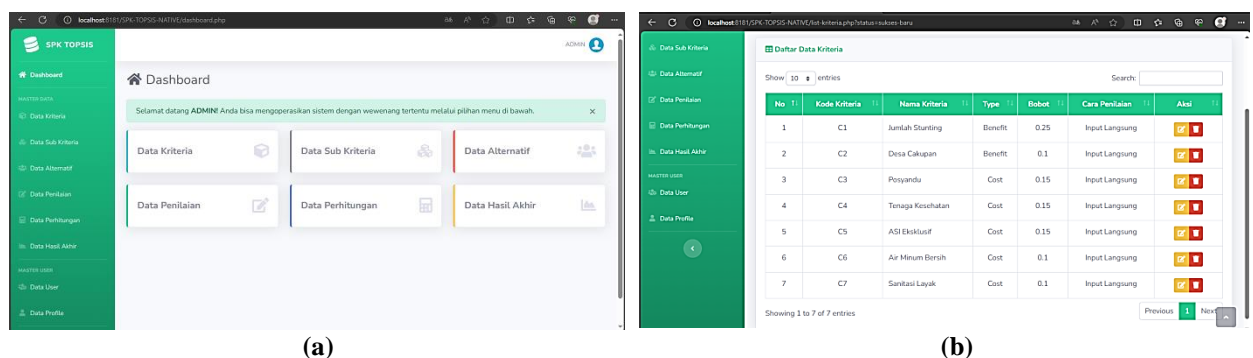 localhost:8181/SPK-TOPSIS-NATIVE/dashboard.php
SPK TOPSIS
ADMIN
Dashboard
MASTER DATA
Data Kriteria
Data Sub Kriteria
Data Alternatif
Data Penilaian
Data Perhitungan
Data Hasil Akhir
MASTER USER
Data User
Data Profile
Dashboard
Selamat datang ADMIN! Anda bisa mengoperasikan sistem dengan wewenang tertentu melalui pilihan menu di bawah. ×
Data Kriteria Data Sub Kriteria Data Alternatif
Data Penilaian Data Perhitungan Data Hasil Akhir
(a)
localhost:8181/SPK-TOPSIS-NATIVE/list-kriteria.php?status=sukses-baru
Data Sub Kriteria
Data Alternatif
Data Penilaian
Data Perhitungan
Data Hasil Akhir
MASTER USER
Data User
Data Profile
Daftar Data Kriteria
Show 10 entries Search:
No Kode Kriteria Nama Kriteria Type Bobot Cara Penilaian Aksi
1 C1 Jumlah Stunting Benefit 0.25 Input Langsung
2 C2 Desa Cakupan Benefit 0.1 Input Langsung
3 C3 Posyandu Cost 0.15 Input Langsung
4 C4 Tenaga Kesehatan Cost 0.15 Input Langsung
5 C5 ASI Eksklusif Cost 0.15 Input Langsung
6 C6 Air Minum Bersih Cost 0.1 Input Langsung
7 C7 Sanitasi Layak Cost 0.1 Input Langsung
Showing 1 to 7 of 7 entries Previous 1 Next
(b)